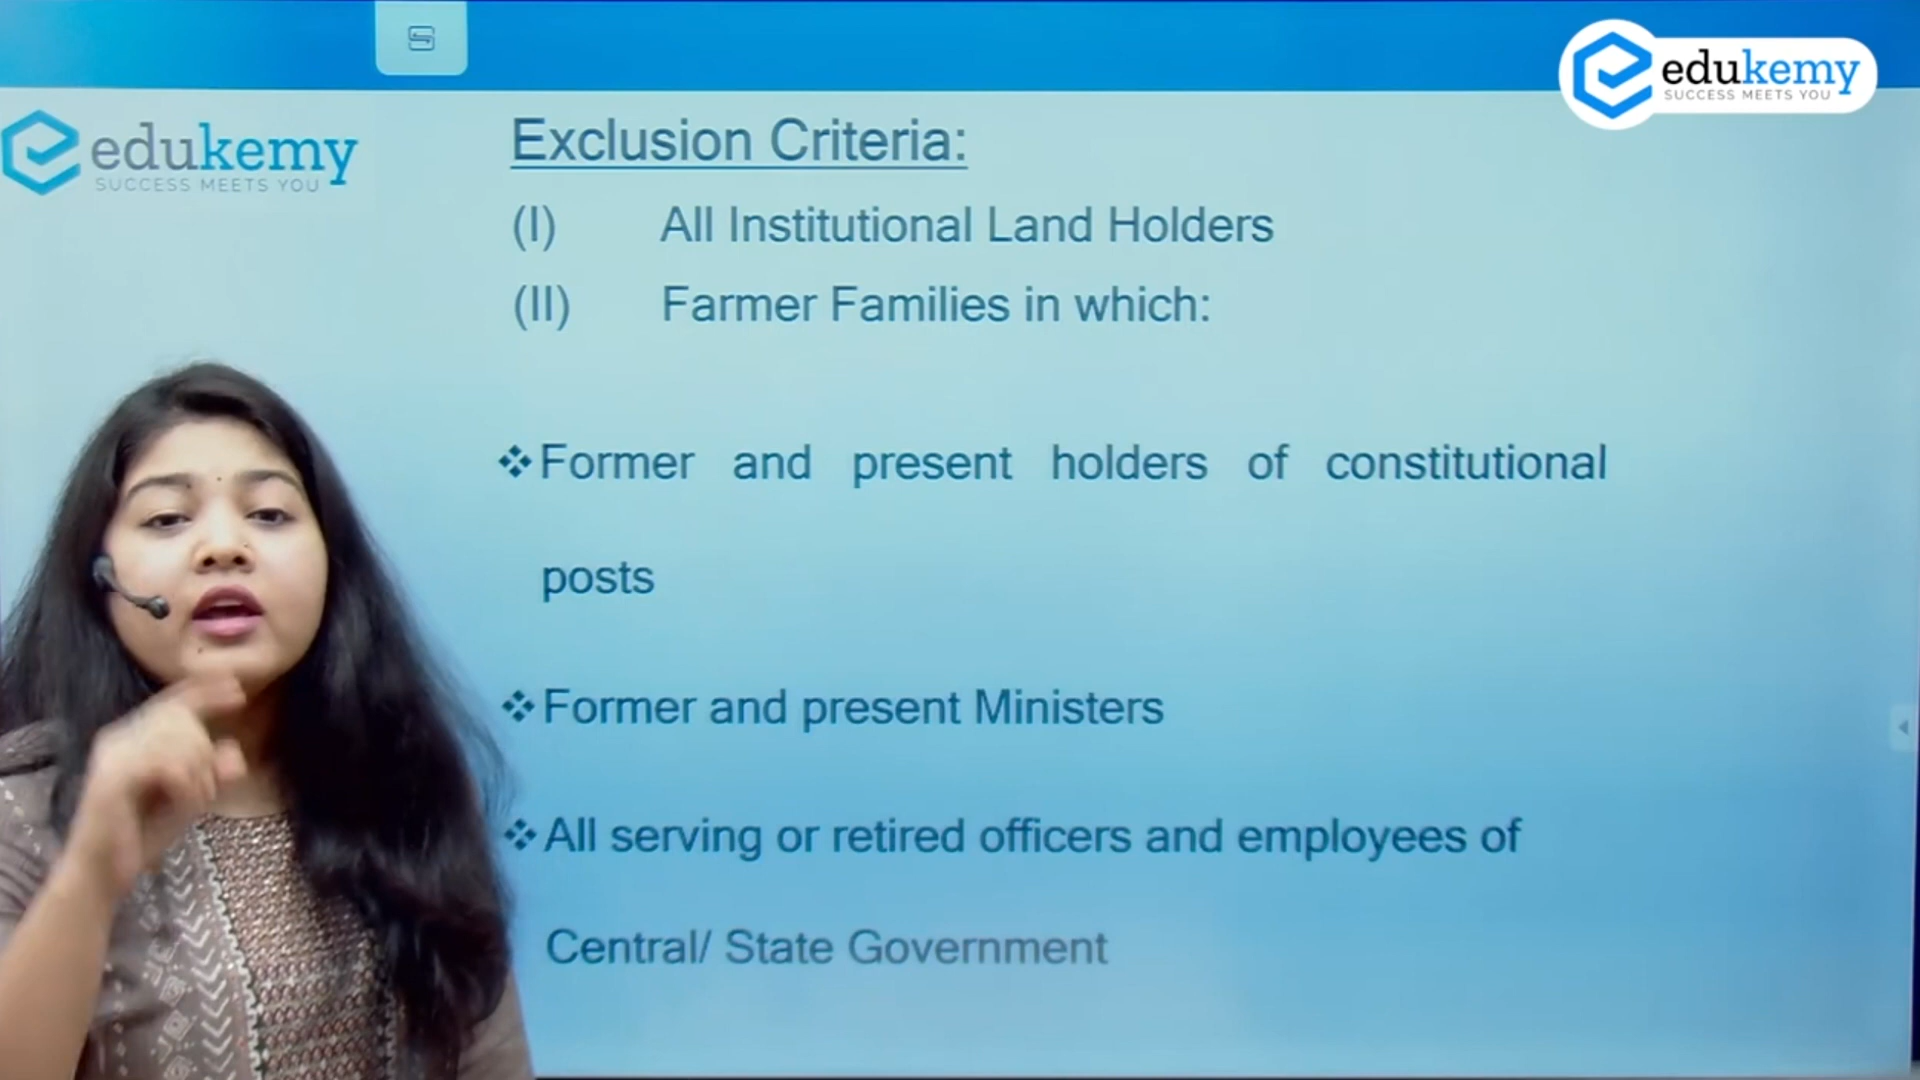 edukemy
SUCCESS MEETS YOU
edukemy
SUCCESS MEETS YOU
Exclusion Criteria:
(I) All Institutional Land Holders
(II) Farmer Families in which:
❖ Former and present holders of constitutional
posts
❖ Former and present Ministers
❖ All serving or retired officers and employees of
Central/ State Government